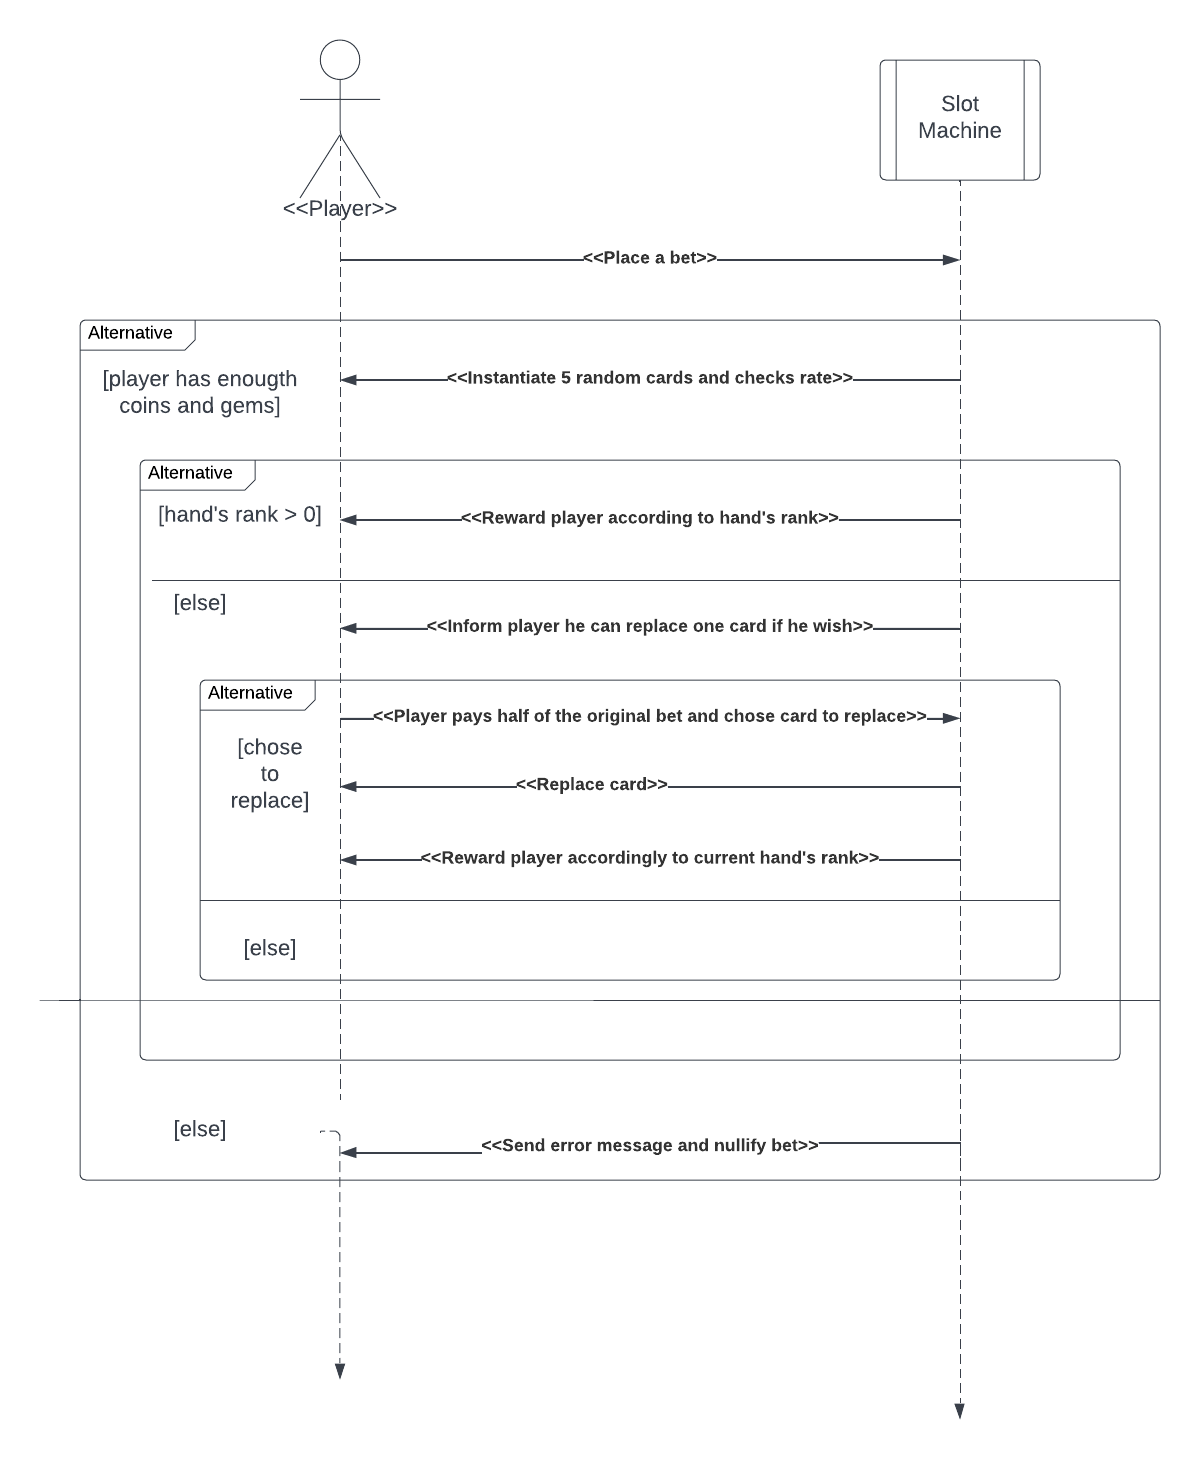 Slot
Machine
<<Player>>
<<Place a bet>>
Alternative
[player has enougth
coins and gems]
<<Instantiate 5 random cards and checks rate>>
Alternative
[hand's rank > 0]
<<Reward player according to hand's rank>>
[else]
<<Inform player he can replace one card if he wish>>
Alternative
<<Player pays half of the original bet and chose card to replace>>
[chose
to
replace]
<<Replace card>>
<<Reward player accordingly to current hand's rank>>
[else]
[else]
<<Send error message and nullify bet>>